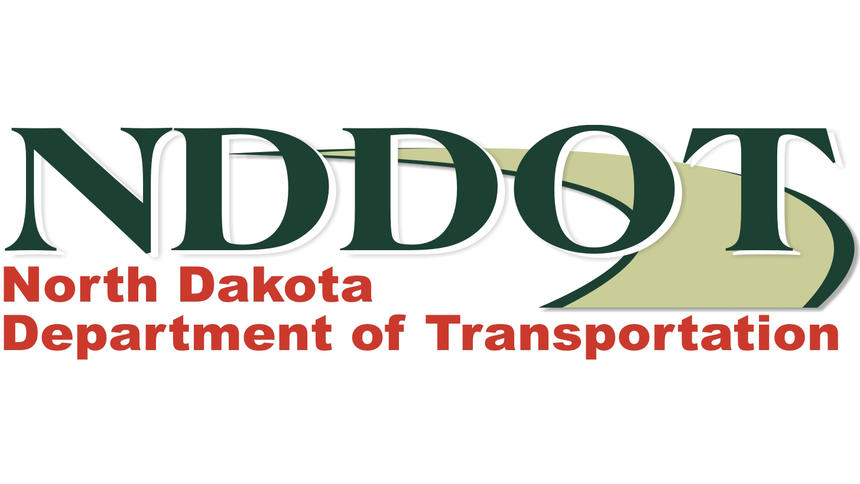 NDDOT
North Dakota
Department of Transportation